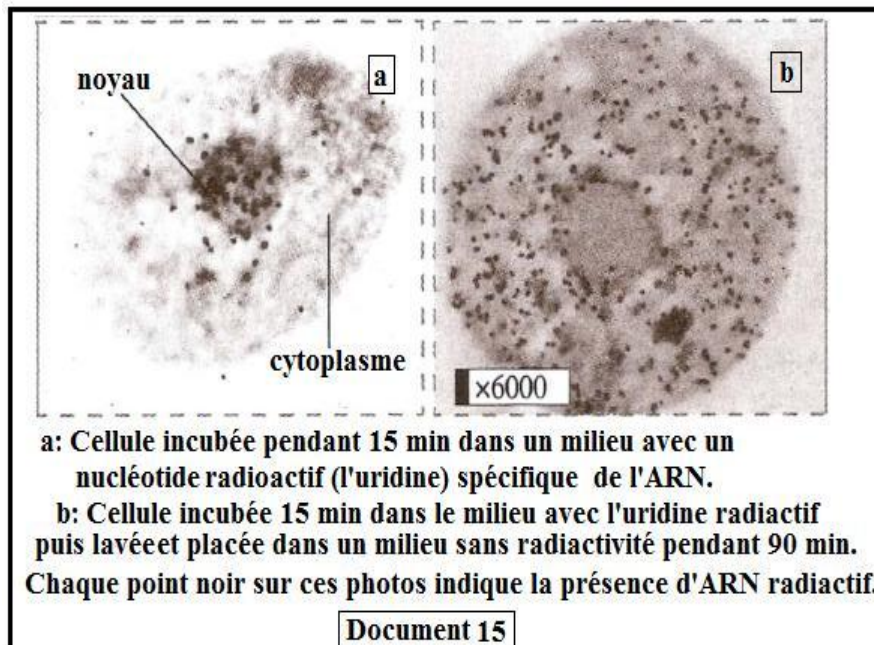 a
b
noyau
cytoplasme
×6000
a: Cellule incubée pendant 15 min dans un milieu avec un
nucléotide radioactif (l'uridine) spécifique de l'ARN.
b: Cellule incubée 15 min dans le milieu avec l'uridine radiactif
puis lavéeet placée dans un milieu sans radiactivité pendant 90 min.
Chaque point noir sur ces photos indique la présence d'ARN radiactif.
Document 15